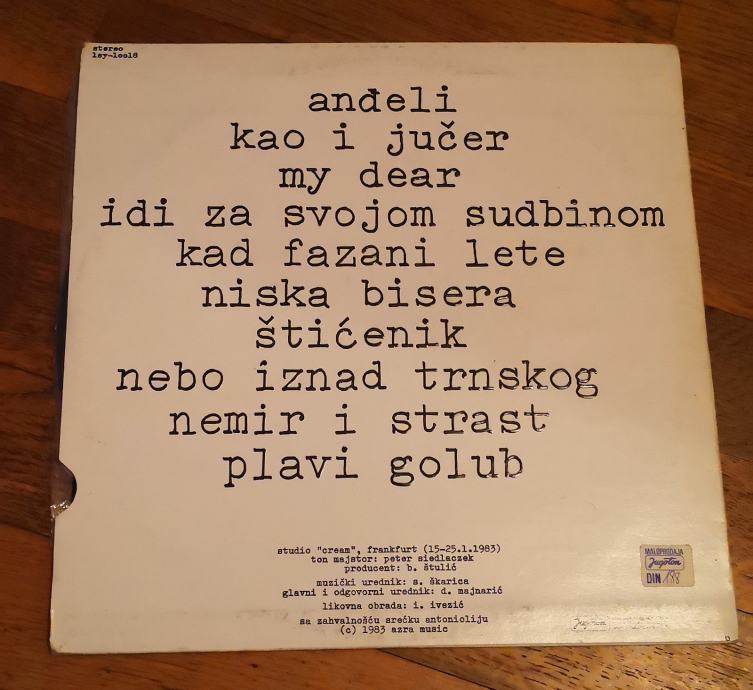 stereo
lsy-10018
anđeli
kao i jučer
my dear
idi za svojom sudbinom
kad fazani lete
niska bisera
štićenik
nebo iznad trnskog
nemir i strast
plavi golub
studio "cream", frankfurt (15-25.1.1983)
ton majstor: peter siedlaczek
producent: b. štulić
muzički urednik: s. škarica
glavni i odgovorni urednik: d. majnarić
likovna obrada: i. ivezić
sa zahvalnošću srećku antonioliju
(c) 1983 azra music
MALOPRODAJA
Jugoton
DIN 188
Jugoton